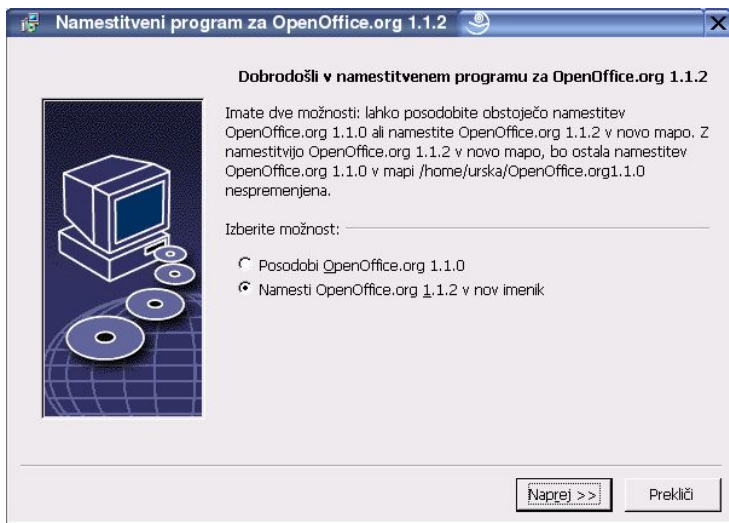 Namestitveni program za OpenOffice.org 1.1.2
Dobrodošli v namestitvenem programu za OpenOffice.org 1.1.2
Imate dve možnosti: lahko posodobite obstoječo namestitev
OpenOffice.org 1.1.0 ali namestite OpenOffice.org 1.1.2 v novo mapo. Z
namestitvijo OpenOffice.org 1.1.2 v novo mapo, bo ostala namestitev
OpenOffice.org 1.1.0 v mapi /home/urska/OpenOffice.org1.1.0
nespremenjena.
Izberite možnost:
Posodobi OpenOffice.org 1.1.0
Namesti OpenOffice.org 1.1.2 v nov imenik
Naprej >>
Prekliči